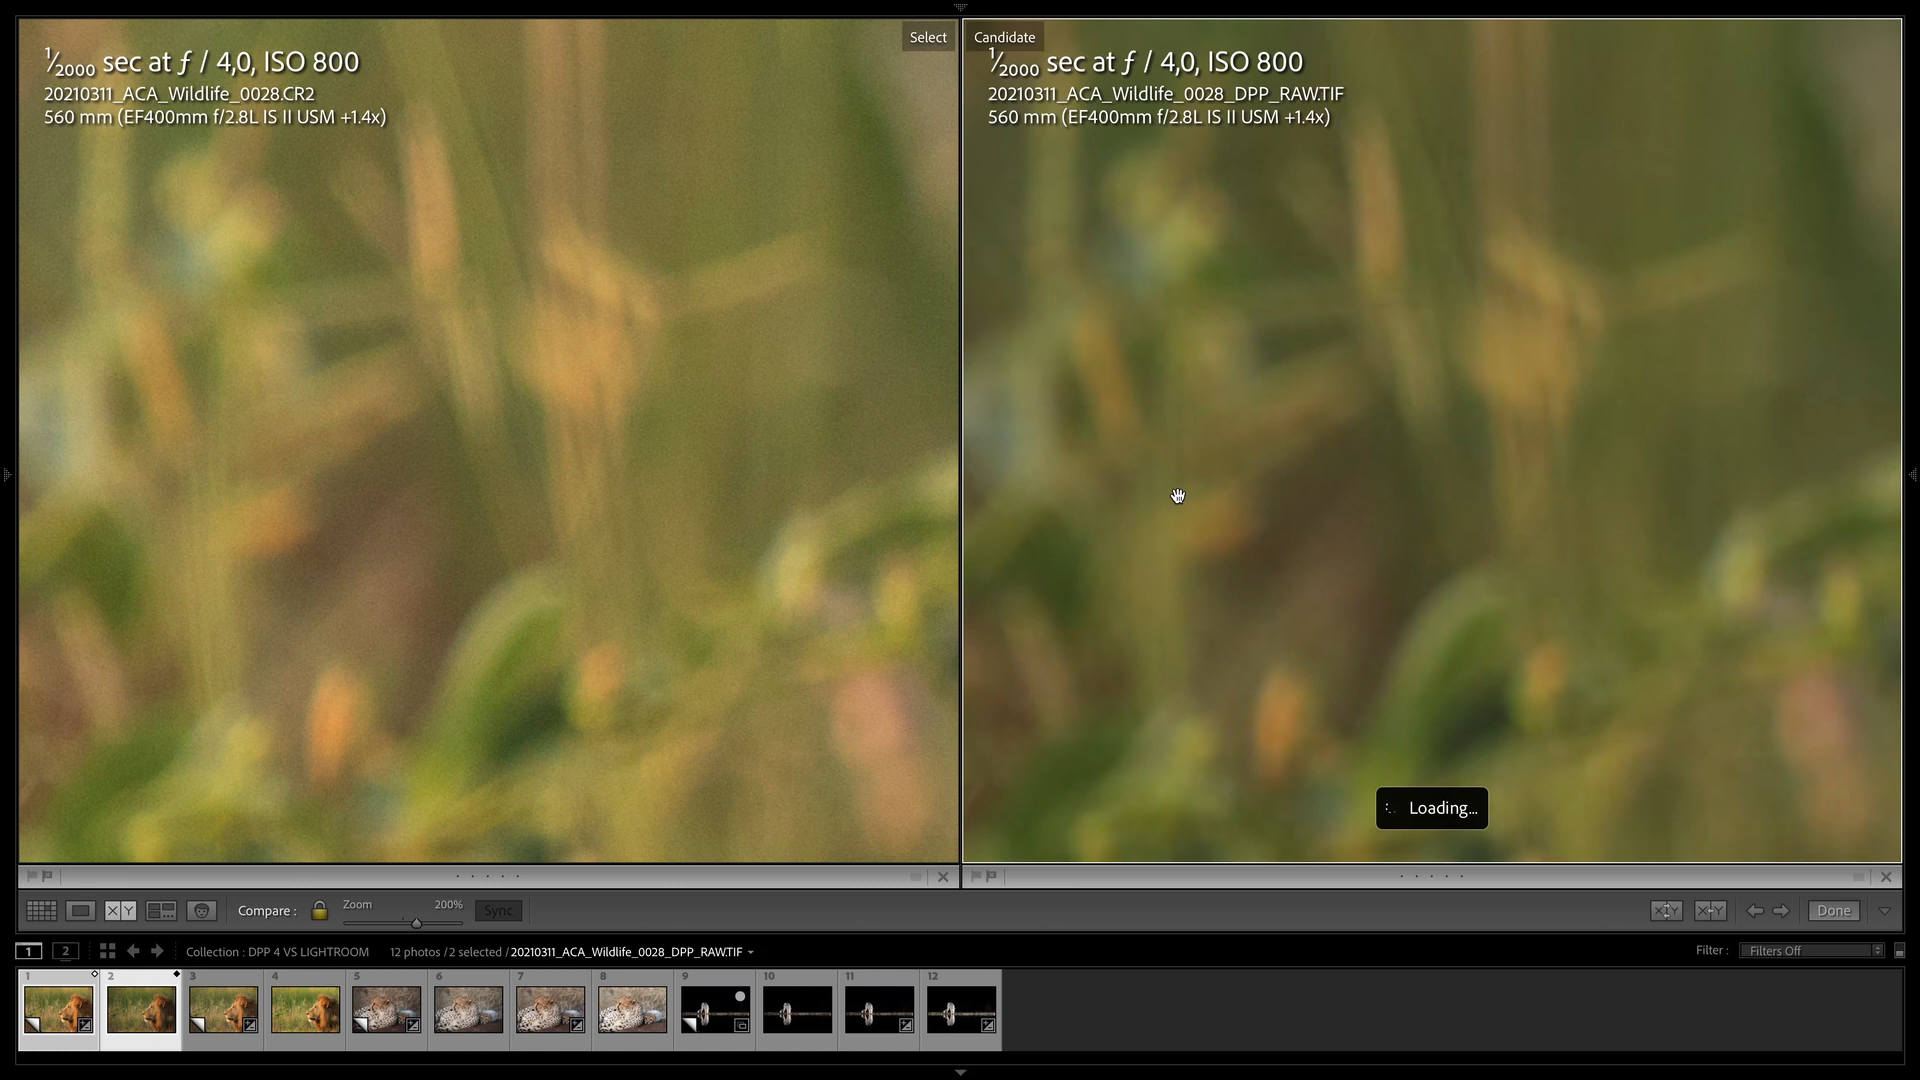 Select
1/2000 sec at ƒ / 4,0, ISO 800
20210311_ACA_Wildlife_0028.CR2
560 mm (EF400mm f/2.8L IS II USM +1.4x)
Candidate
1/2000 sec at ƒ / 4,0, ISO 800
20210311_ACA_Wildlife_0028_DPP_RAW.TIF
560 mm (EF400mm f/2.8L IS II USM +1.4x)
Loading...
X Y
Compare :
Zoom 200%
Sync
X Y
X Y
Done
1 2
Collection : DPP 4 VS LIGHTROOM
12 photos / 2 selected / 20210311_ACA_Wildlife_0028_DPP_RAW.TIF
Filter :
Filters Off
1 2 3 4 5 6 7 8 9 10 11 12